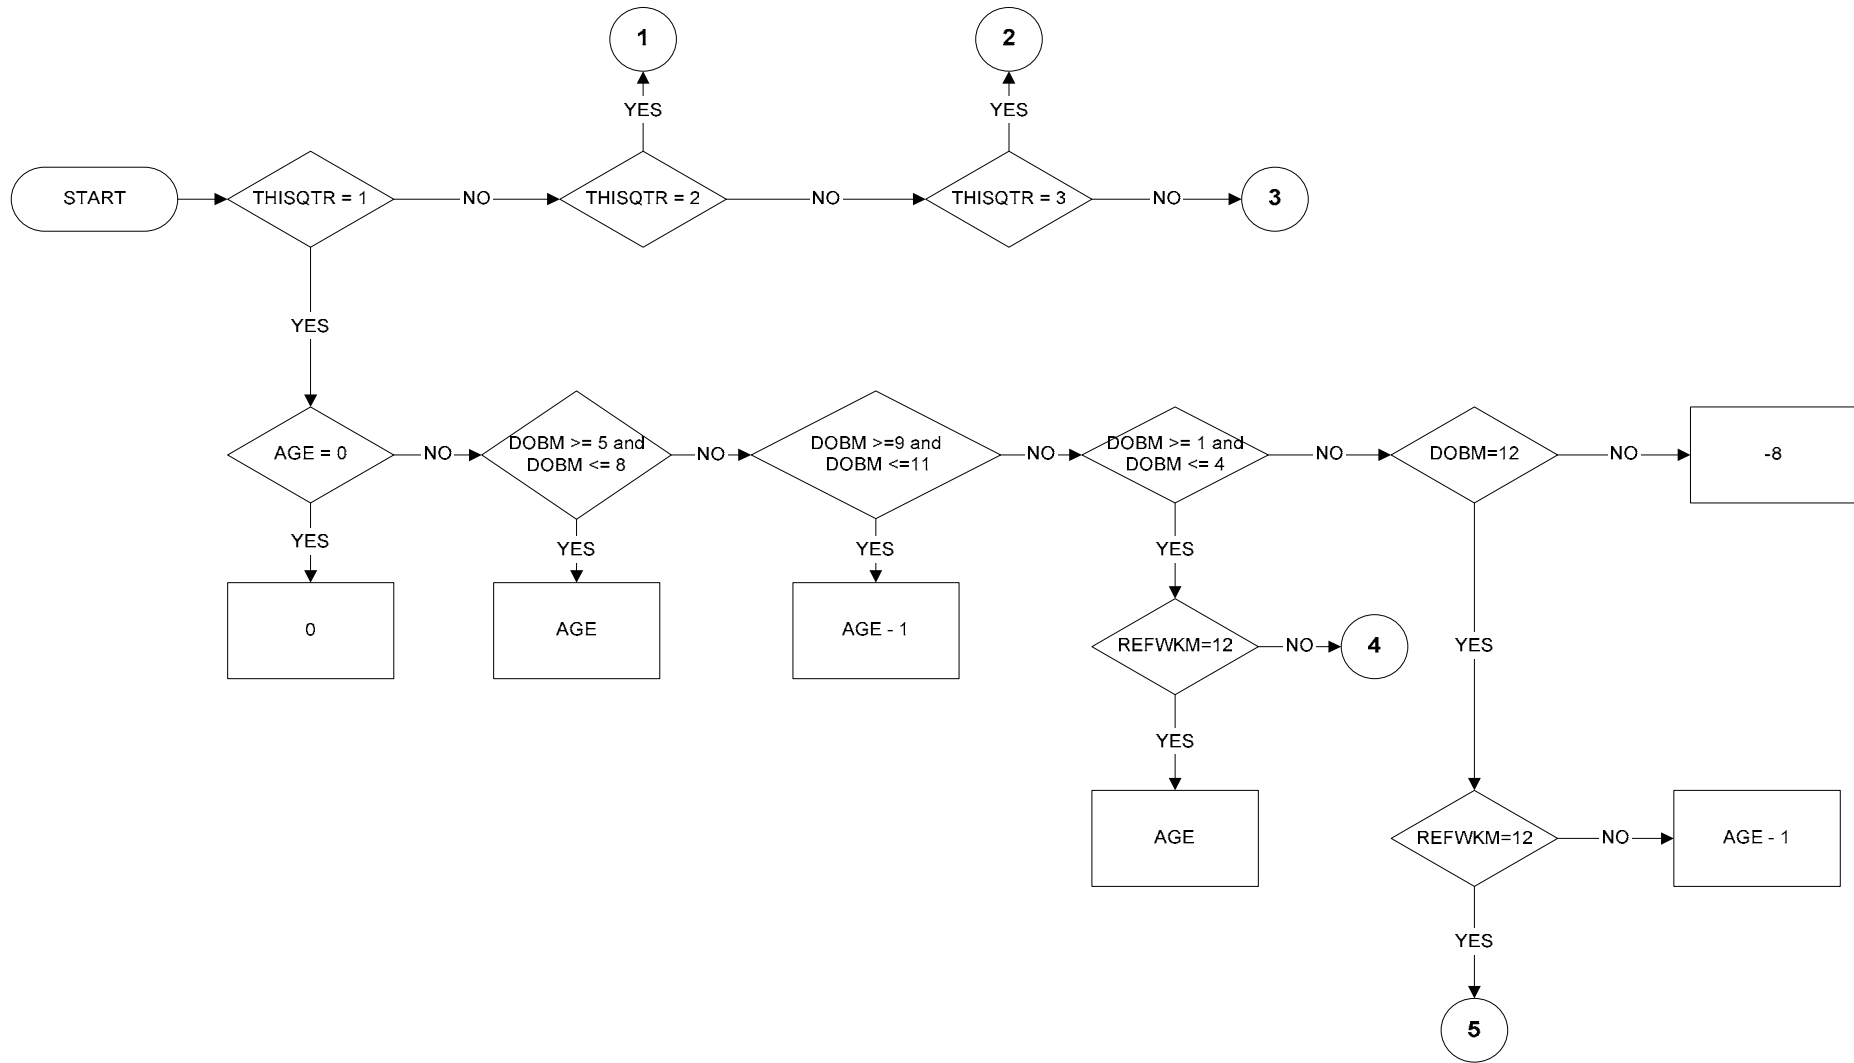 1
2
YES
YES
START
THISQTR = 1
NO
THISQTR = 2
NO
THISQTR = 3
NO
3
YES
AGE = 0
NO
DOBM >= 5 and
DOBM <= 8
NO
DOBM >=9 and
DOBM <=11
NO
DOBM >= 1 and
DOBM <= 4
NO
DOBM=12
NO
-8
YES
YES
YES
YES
0
AGE
AGE - 1
REFWKM=12
NO
4
YES
YES
AGE
REFWKM=12
NO
AGE - 1
YES
5